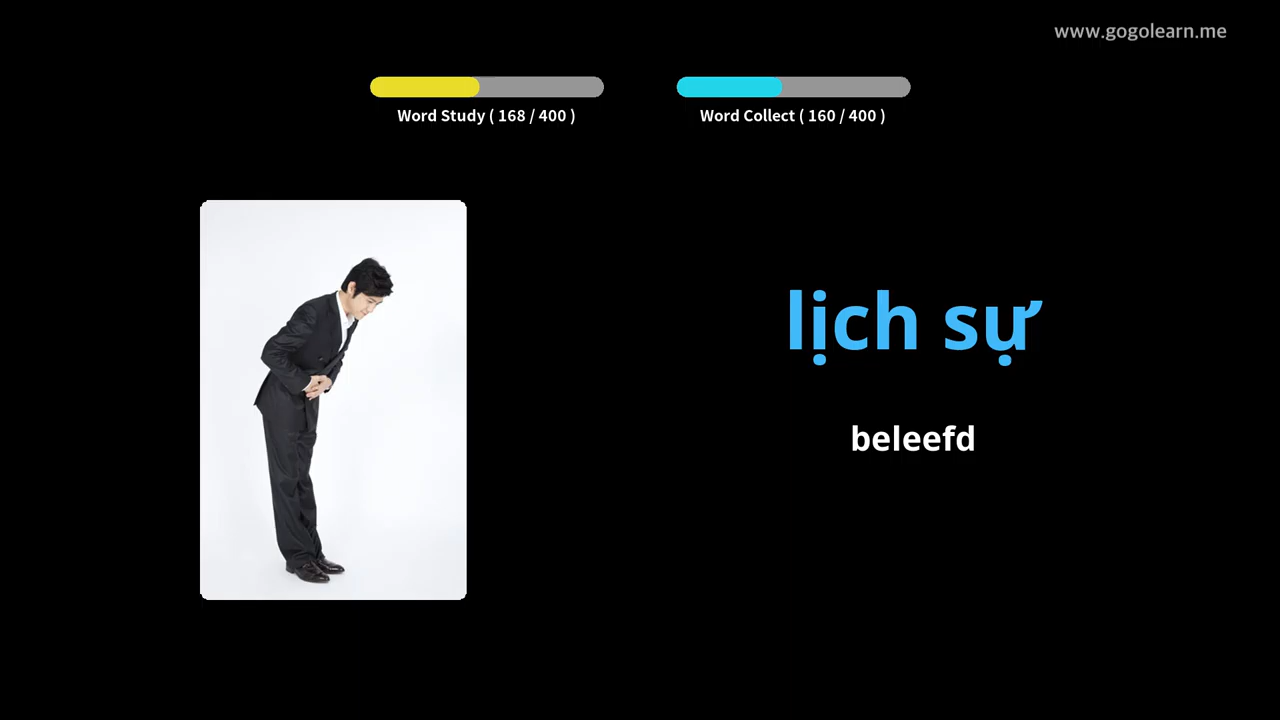 www.gogolearn.me
Word Study ( 168 / 400 )
Word Collect ( 160 / 400 )
lịch sự
beleefd